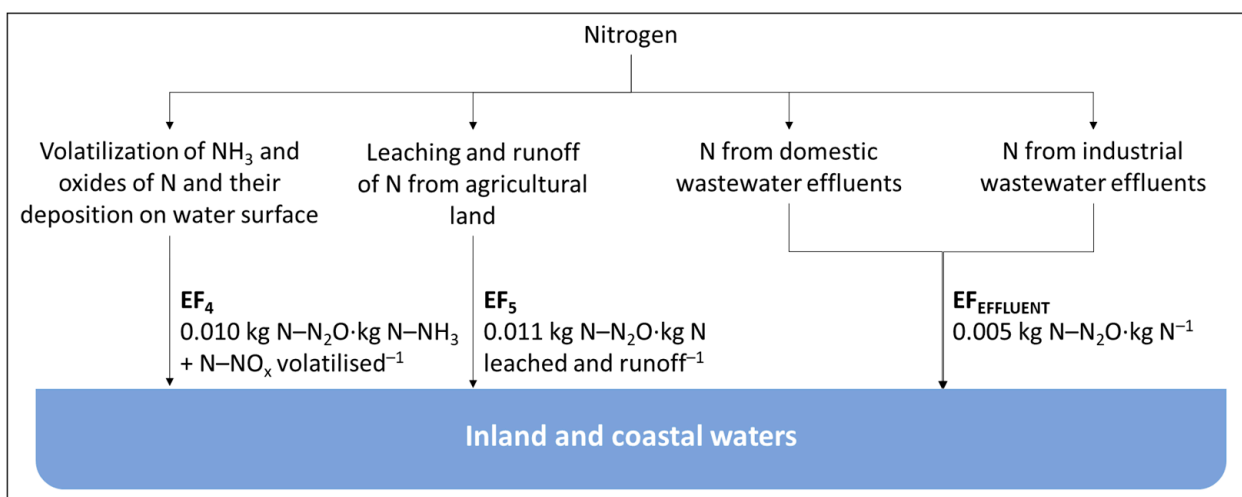 Nitrogen
Volatilization of NH₃ and
oxides of N and their
deposition on water surface
Leaching and runoff
of N from agricultural
land
N from domestic
wastewater effluents
N from industrial
wastewater effluents
EF₄
0.010 kg N–N₂O·kg N–NH₃
+ N–NOₓ volatilised⁻¹
EF₅
0.011 kg N–N₂O·kg N
leached and runoff⁻¹
EF_EFFLUENT
0.005 kg N–N₂O·kg N⁻¹
Inland and coastal waters